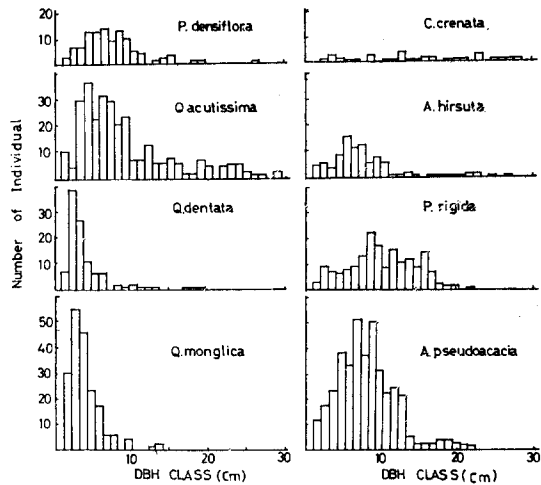 20
10
P. densiflora
C. crenata
30
20
10
Q. acutissima
A. hirsuta
Number of Individual
30
20
10
Q. dentata
P. rigida
50
40
30
20
10
Q. monglica
A. pseudoacacia
10 20 30
10 20 30
DBH CLASS (Cm)
DBH CLASS (Cm)